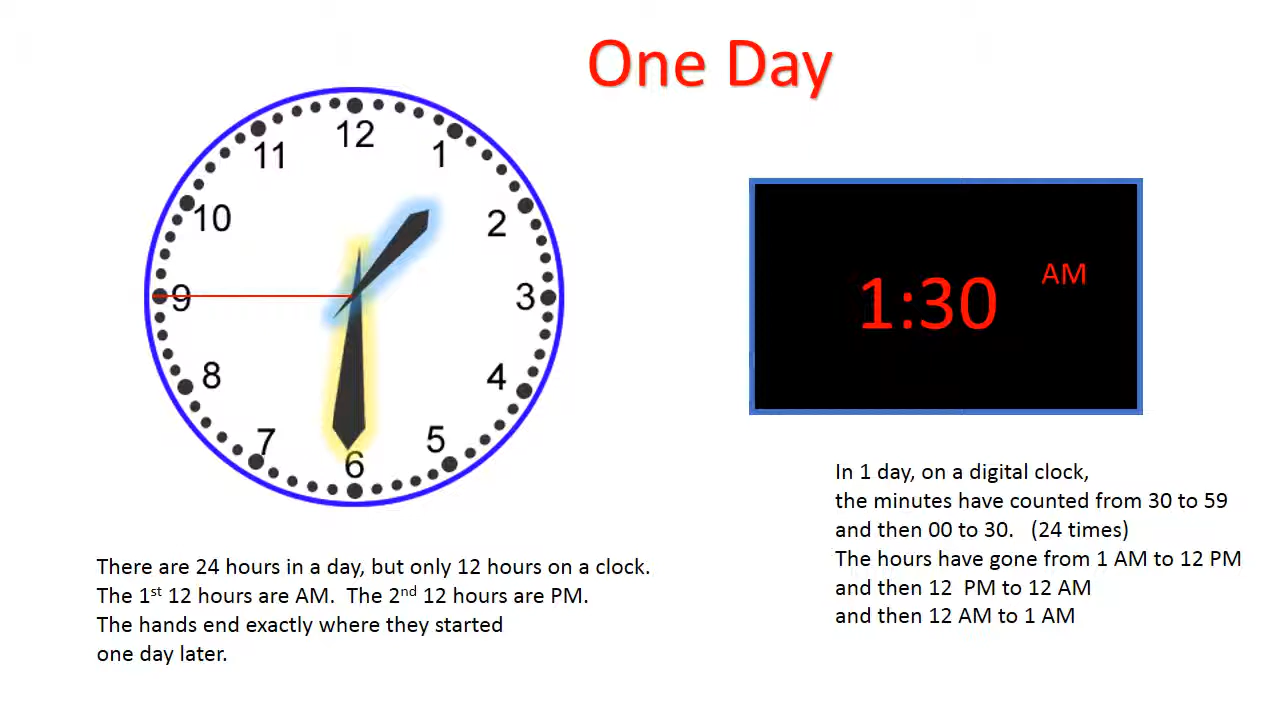 One Day
12
1
2
3
4
5
6
7
8
9
10
11
1:30 AM
There are 24 hours in a day, but only 12 hours on a clock.
The 1st 12 hours are AM.  The 2nd 12 hours are PM.
The hands end exactly where they started
one day later.
In 1 day, on a digital clock,
the minutes have counted from 30 to 59
and then 00 to 30.   (24 times)
The hours have gone from 1 AM to 12 PM
and then 12  PM to 12 AM
and then 12 AM to 1 AM